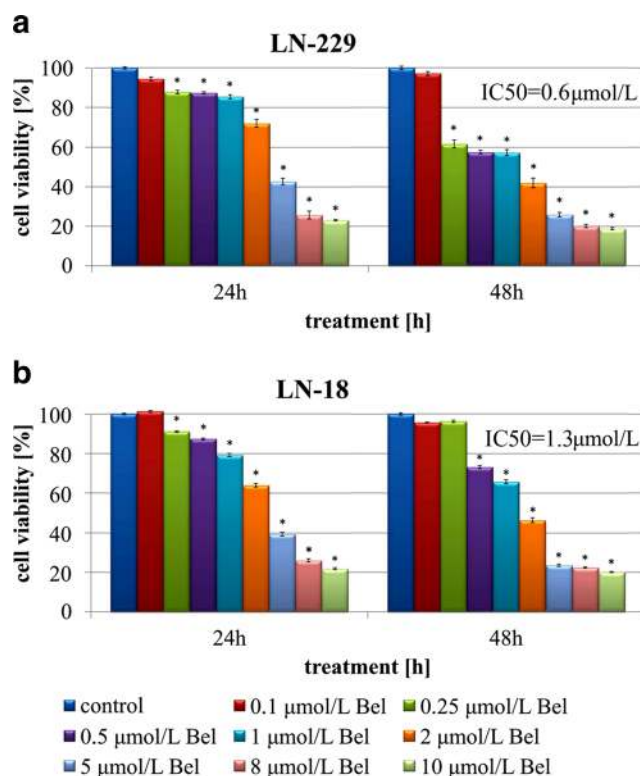 a
LN-229
cell viability [%]
100
80
60
40
20
0
* * * * * * *
* * * * * * *
IC50=0.6μmol/L
24h 48h
treatment [h]
b
LN-18
cell viability [%]
100
80
60
40
20
0
* * * * * * *
* * * * * *
IC50=1.3μmol/L
24h 48h
treatment [h]
control 0.1 μmol/L Bel 0.25 μmol/L Bel
0.5 μmol/L Bel 1 μmol/L Bel 2 μmol/L Bel
5 μmol/L Bel 8 μmol/L Bel 10 μmol/L Bel